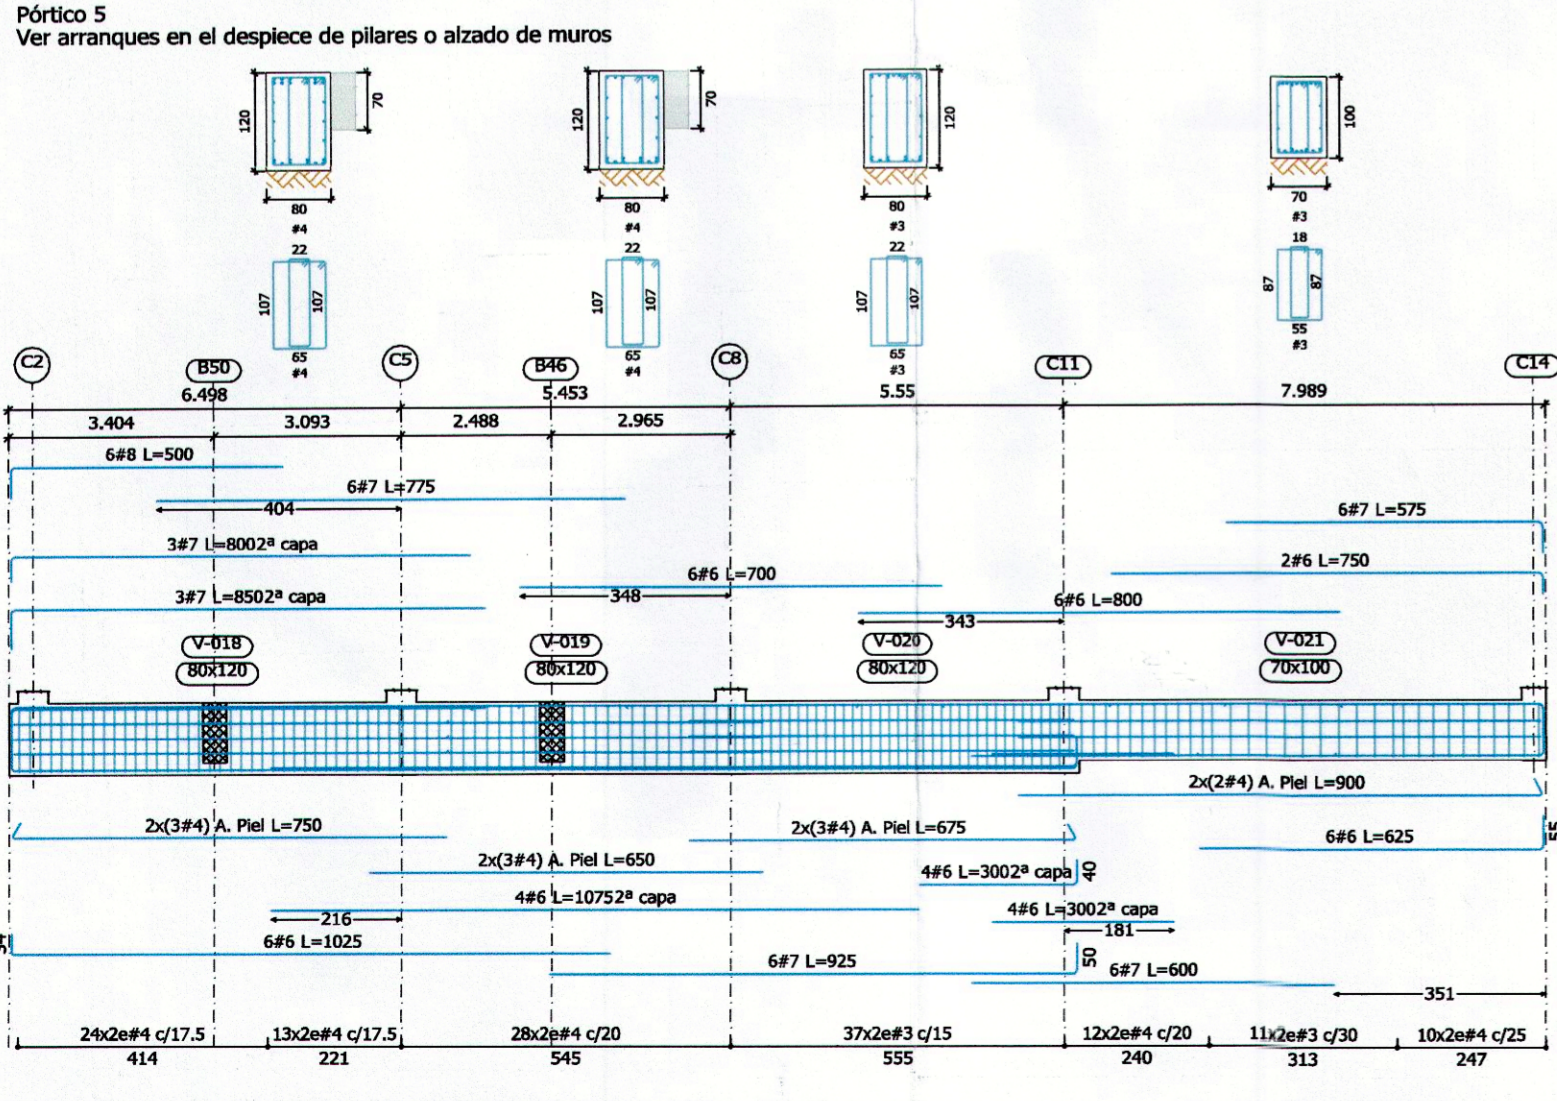 Pórtico 5
Ver arranques en el despiece de pilares o alzado de muros
120 70 120 70 120 100
80 80 80 70
#4 #4 #3 #3
22 22 22 18
107 107 107 107 107 107 87 87
65 65 65 55
#4 #4 #3 #3
C2 B50 C5 B46 C8 C11 C14
6.498 5.453 5.55 7.989
3.404 3.093 2.488 2.965
6#8 L=500
6#7 L=775
404
6#7 L=575
3#7 L=8002ª capa
2#6 L=750
6#6 L=700
348
3#7 L=8502ª capa
6#6 L=800
343
V-018 V-019 V-020 V-021
80x120 80x120 80x120 70x100
2x(2#4) A. Piel L=900
2x(3#4) A. Piel L=750 2x(3#4) A. Piel L=675
6#6 L=625 55
2x(3#4) A. Piel L=650
4#6 L=3002ª capa 40
4#6 L=10752ª capa
4#6 L=3002ª capa
216
181
6#6 L=1025
6#7 L=925 50
6#7 L=600
351
24x2e#4 c/17.5 13x2e#4 c/17.5 28x2e#4 c/20 37x2e#3 c/15 12x2e#4 c/20 11x2e#3 c/30 10x2e#4 c/25
414 221 545 555 240 313 247